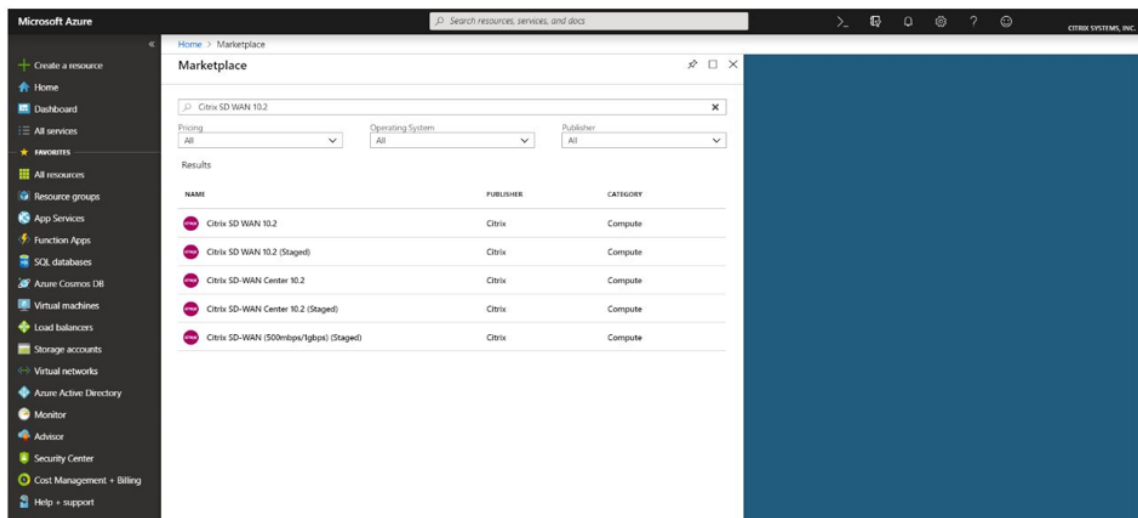 Microsoft Azure
Search resources, services, and docs
CITRIX SYSTEMS, INC.
Create a resource
Home
Dashboard
All services
FAVORITES
All resources
Resource groups
App Services
Function Apps
SQL databases
Azure Cosmos DB
Virtual machines
Load balancers
Storage accounts
Virtual networks
Azure Active Directory
Monitor
Advisor
Security Center
Cost Management + Billing
Help + support
Home > Marketplace
Marketplace
Citrix SD WAN 10.2
Pricing Operating System Publisher
All All All
Results
NAME PUBLISHER CATEGORY
Citrix SD WAN 10.2 Citrix Compute
Citrix SD WAN 10.2 (Staged) Citrix Compute
Citrix SD-WAN Center 10.2 Citrix Compute
Citrix SD-WAN Center 10.2 (Staged) Citrix Compute
Citrix SD-WAN (500mbps/1gbps) (Staged) Citrix Compute